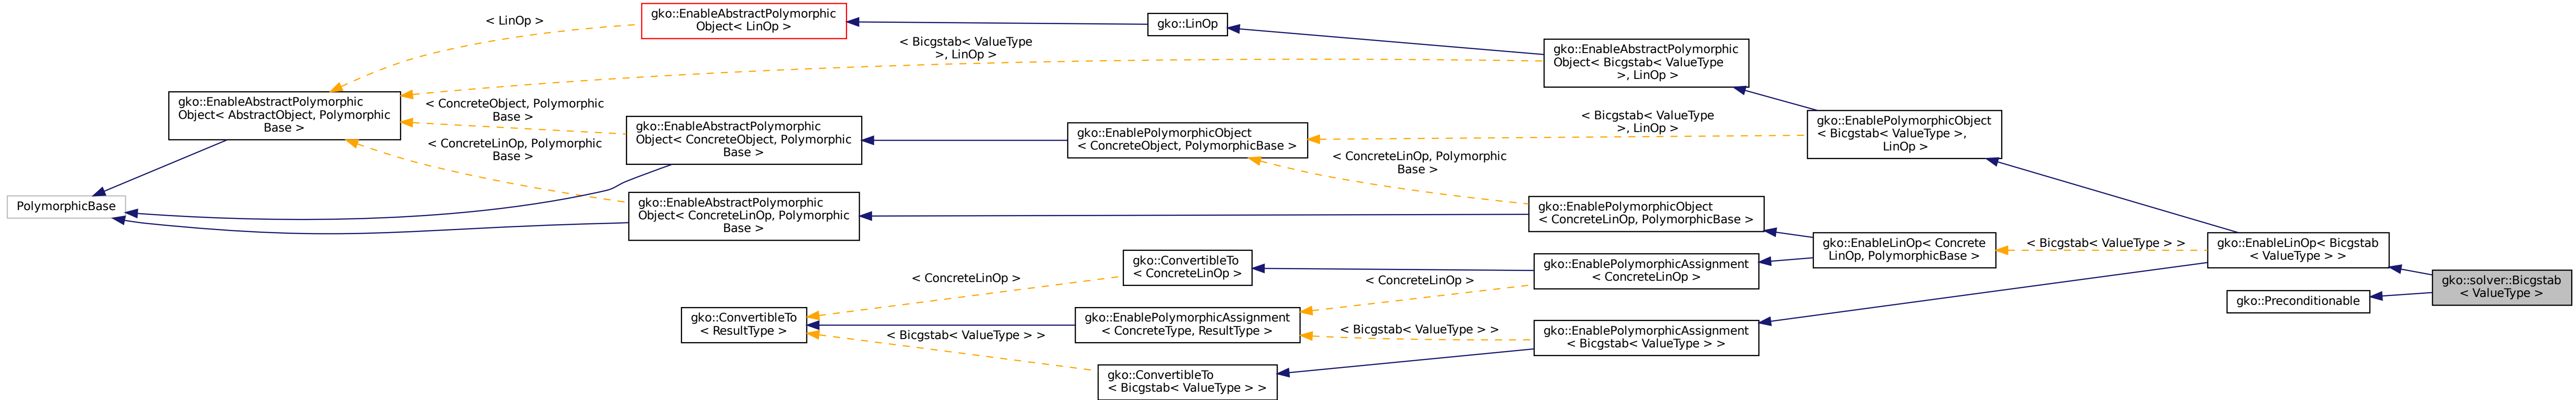 gko::EnableAbstractPolymorphic
Object< LinOp >
< LinOp >
gko::LinOp
< Bicgstab< ValueType
>, LinOp >
gko::EnableAbstractPolymorphic
Object< Bicgstab< ValueType
>, LinOp >
gko::EnableAbstractPolymorphic
Object< AbstractObject, Polymorphic
Base >
< ConcreteObject, Polymorphic
Base >
gko::EnableAbstractPolymorphic
Object< ConcreteObject, Polymorphic
Base >
gko::EnablePolymorphicObject
< ConcreteObject, PolymorphicBase >
< Bicgstab< ValueType
>, LinOp >
gko::EnablePolymorphicObject
< Bicgstab< ValueType >,
LinOp >
< ConcreteLinOp, Polymorphic
Base >
< ConcreteLinOp, Polymorphic
Base >
PolymorphicBase
gko::EnableAbstractPolymorphic
Object< ConcreteLinOp, Polymorphic
Base >
gko::EnablePolymorphicObject
< ConcreteLinOp, PolymorphicBase >
gko::EnableLinOp< Concrete
LinOp, PolymorphicBase >
< Bicgstab< ValueType > >
gko::EnableLinOp< Bicgstab
< ValueType > >
gko::ConvertibleTo
< ConcreteLinOp >
gko::EnablePolymorphicAssignment
< ConcreteLinOp >
< ConcreteLinOp >
< ConcreteLinOp >
gko::solver::Bicgstab
< ValueType >
gko::Preconditionable
gko::ConvertibleTo
< ResultType >
gko::EnablePolymorphicAssignment
< ConcreteType, ResultType >
< Bicgstab< ValueType > >
< Bicgstab< ValueType > >
gko::EnablePolymorphicAssignment
< Bicgstab< ValueType > >
gko::ConvertibleTo
< Bicgstab< ValueType > >